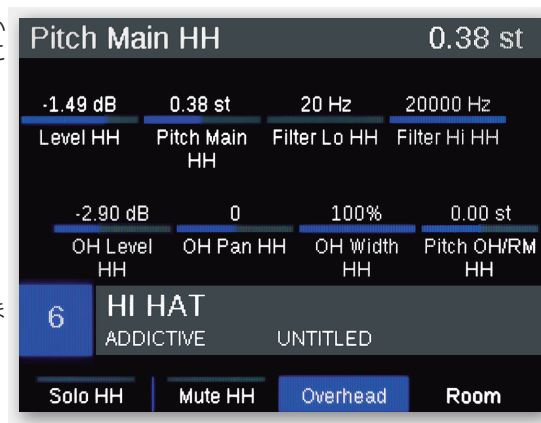 Pitch Main HH 0.38 st
-1.49 dB 0.38 st 20 Hz 20000 Hz
Level HH Pitch Main HH Filter Lo HH Filter Hi HH
-2.90 dB 0 100% 0.00 st
OH Level HH OH Pan HH OH Width HH Pitch OH/RM HH
6 HI HAT
ADDICTIVE UNTITLED
Solo HH Mute HH Overhead Room